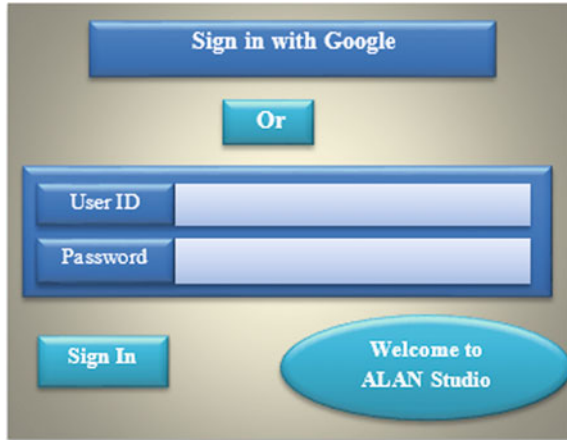 Sign in with Google
Or
User ID
Password
Sign In
Welcome to
ALAN Studio